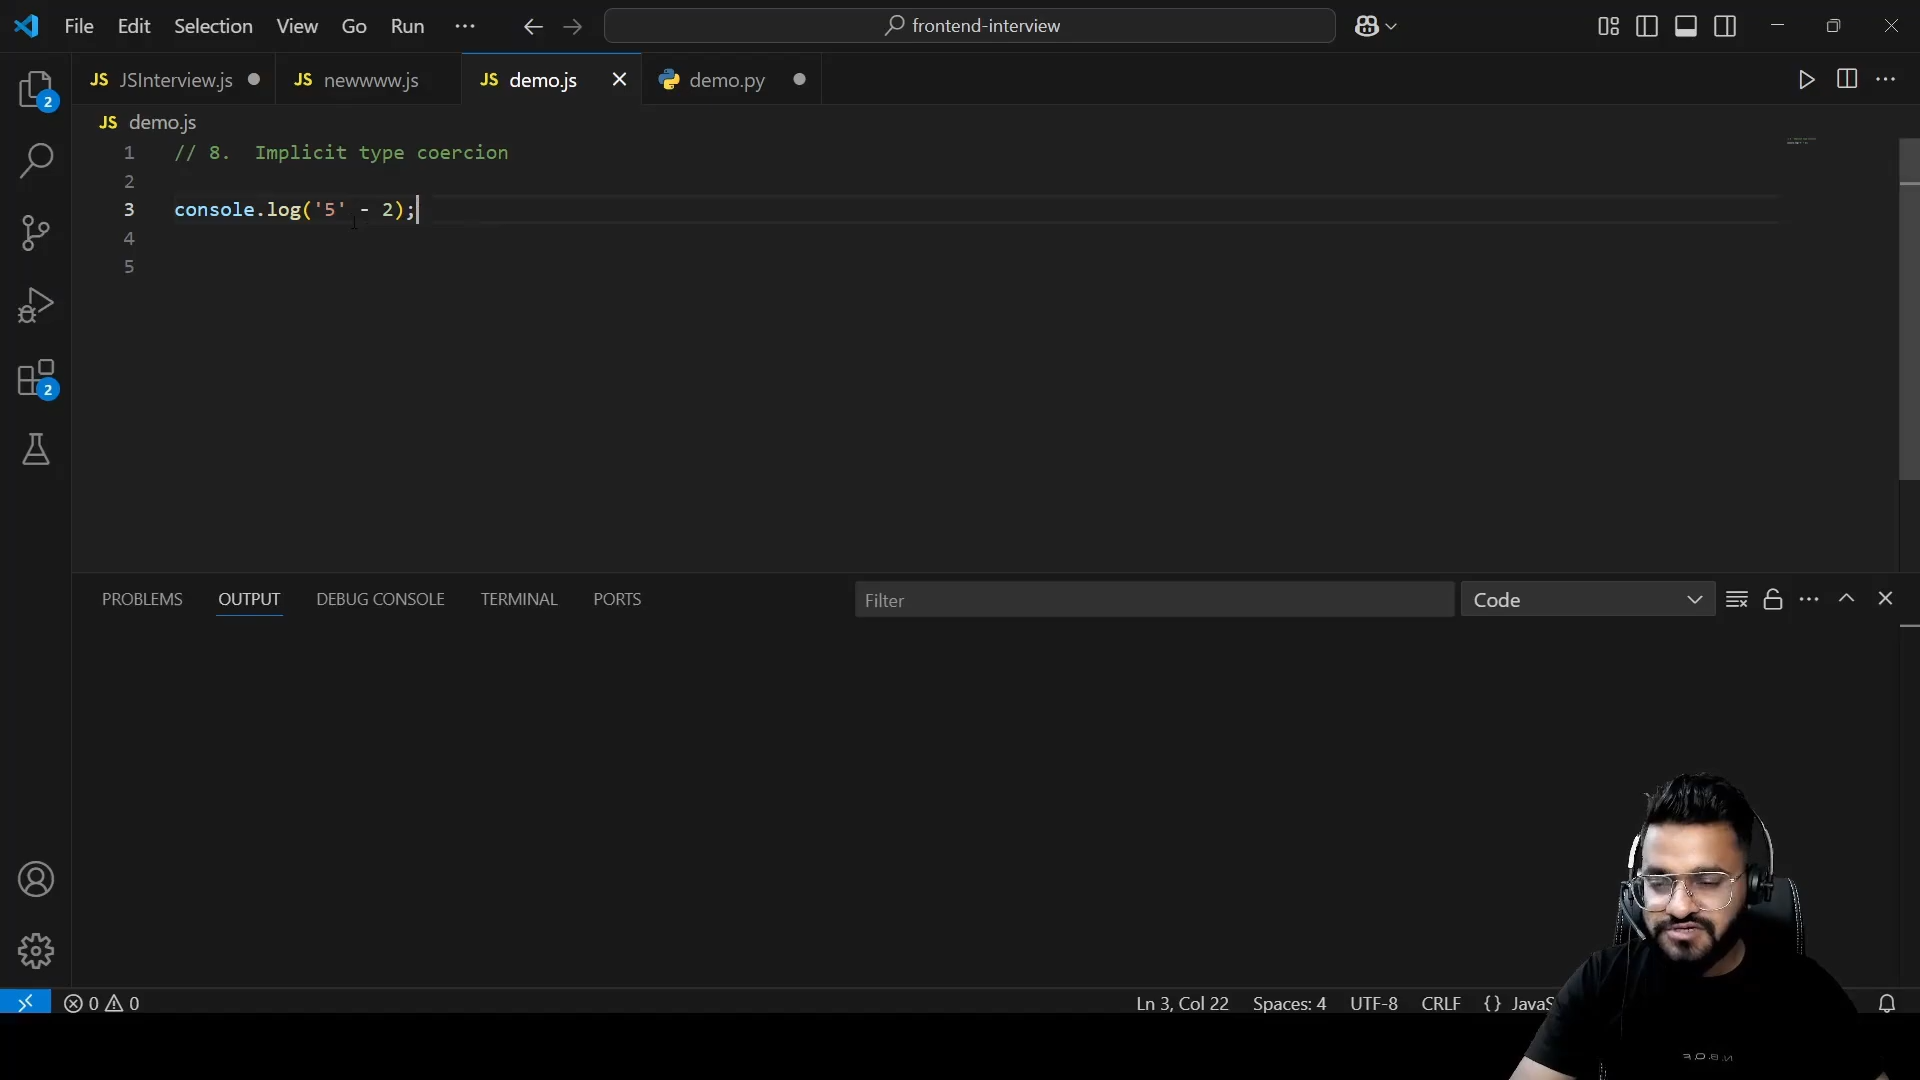 File Edit Selection View Go Run ··· frontend-interview
JS JSInterview.js JS newwww.js JS demo.js demo.py
JS demo.js
1 // 8.  Implicit type coercion
2
3 console.log('5' - 2);
4
5
PROBLEMS OUTPUT DEBUG CONSOLE TERMINAL PORTS Filter Code
2
2
0 0 Ln 3, Col 22 Spaces: 4 UTF-8 CRLF {} JavaS